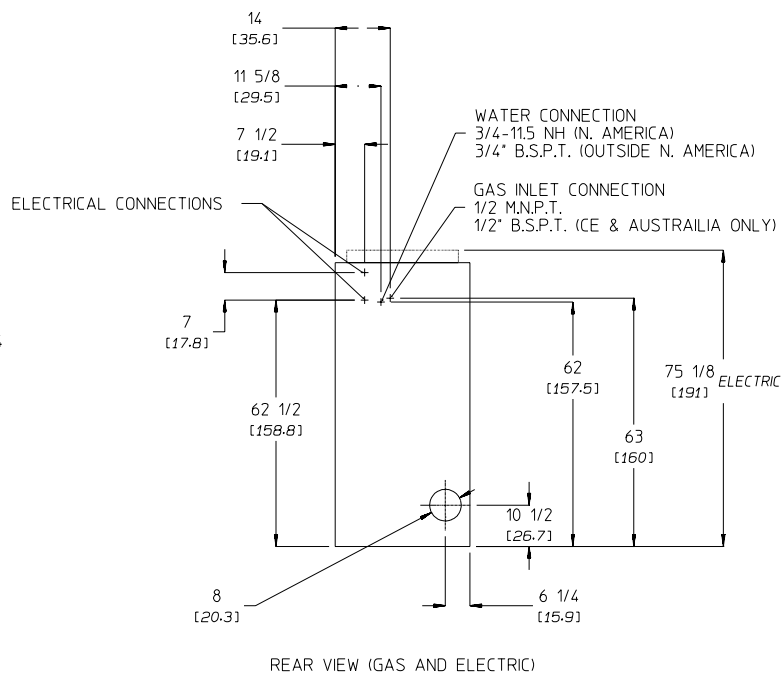 14
[35.6]
11 5/8
[29.5]
7 1/2
[19.1]
WATER CONNECTION
3/4-11.5 NH (N. AMERICA)
3/4" B.S.P.T. (OUTSIDE N. AMERICA)
GAS INLET CONNECTION
1/2 M.N.P.T.
1/2" B.S.P.T. (CE & AUSTRAILIA ONLY)
ELECTRICAL CONNECTIONS
7
[17.8]
62 1/2
[158.8]
62
[157.5]
63
[160]
75 1/8
[191] ELECTRIC
10 1/2
[26.7]
8
[20.3]
6 1/4
[15.9]
REAR VIEW (GAS AND ELECTRIC)